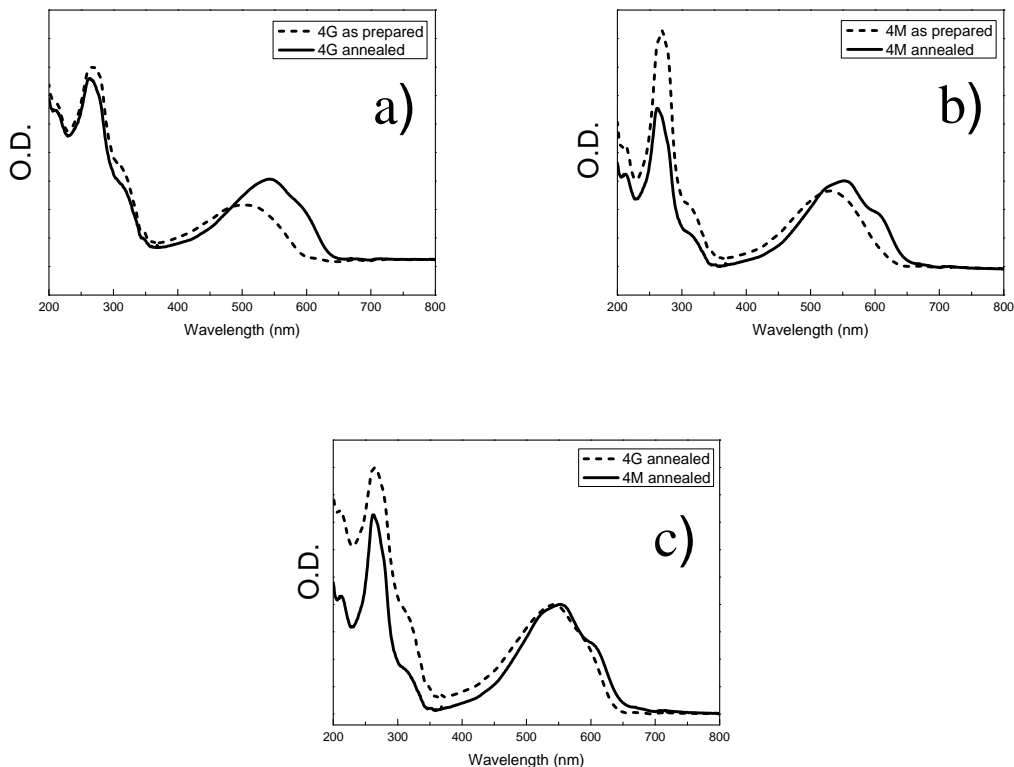 4G as prepared
4G annealed
a)
O.D.
200 300 400 500 600 700 800
Wavelength (nm)
4M as prepared
4M annealed
b)
O.D.
200 300 400 500 600 700 800
Wavelength (nm)
4G annealed
4M annealed
c)
O.D.
200 300 400 500 600 700 800
Wavelength (nm)